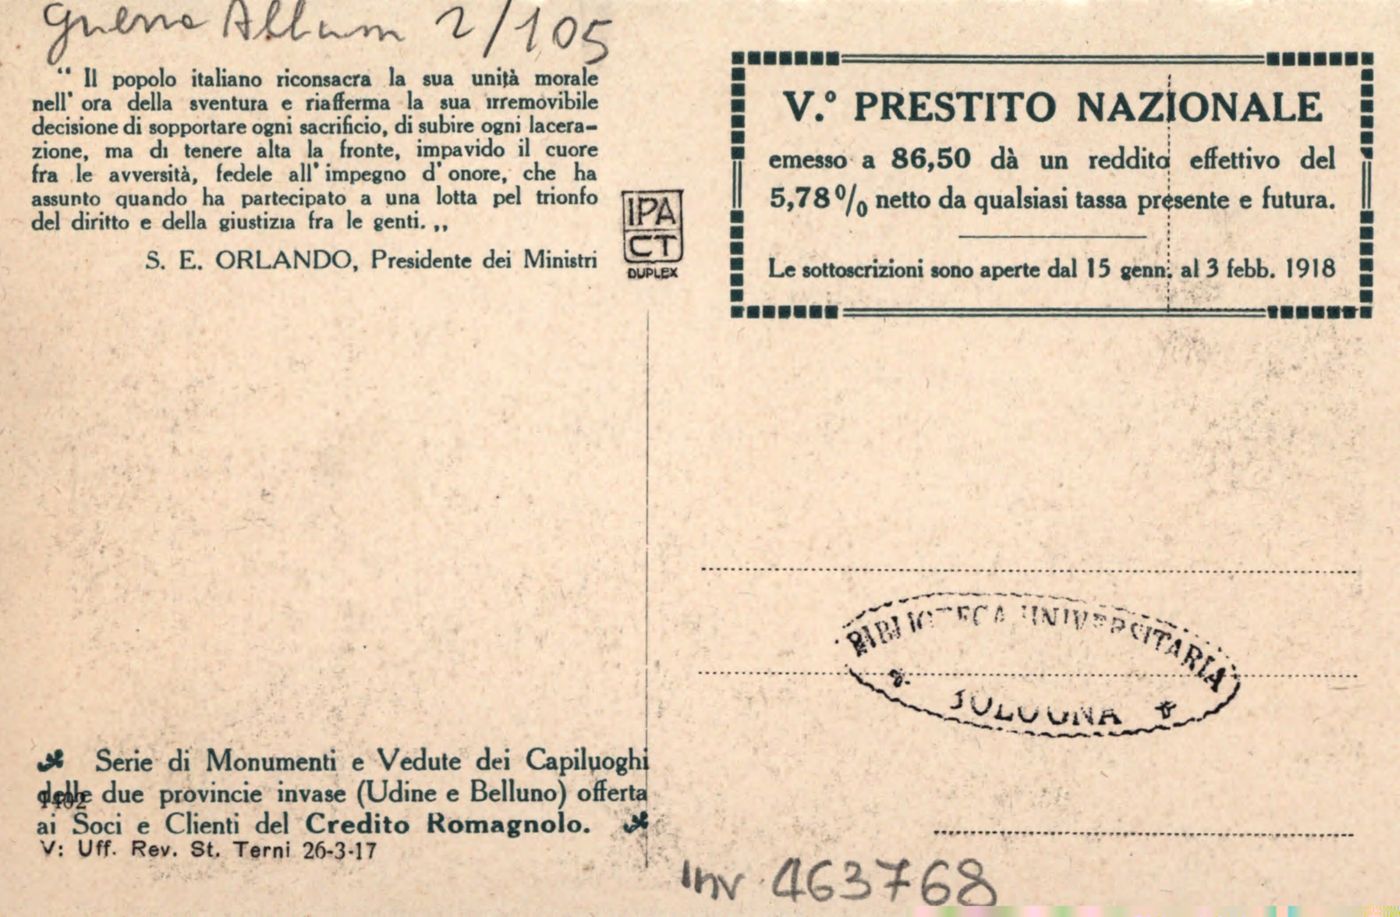 Guerra Album 2/105
“ Il popolo italiano riconsacra la sua unità morale
nell' ora della sventura e riafferma la sua irremovibile
decisione di sopportare ogni sacrificio, di subire ogni lacera-
zione, ma di tenere alta la fronte, impavido il cuore
fra le avversità, fedele all' impegno d' onore, che ha
assunto quando ha partecipato a una lotta pel trionfo
del diritto e della giustizia fra le genti. „
S. E. ORLANDO, Presidente dei Ministri
IPA
CT
DUPLEX
V.º PRESTITO NAZIONALE
emesso a 86,50 dà un reddito effettivo del
5,78 % netto da qualsiasi tassa presente e futura.
Le sottoscrizioni sono aperte dal 15 genn. al 3 febb. 1918
BIBLIOTECA UNIVERSITARIA
BOLOGNA
Serie di Monumenti e Vedute dei Capiluoghi
delle due provincie invase (Udine e Belluno) offerta
ai Soci e Clienti del Credito Romagnolo.
V: Uff. Rev. St. Terni 26-3-17
Inv 463768